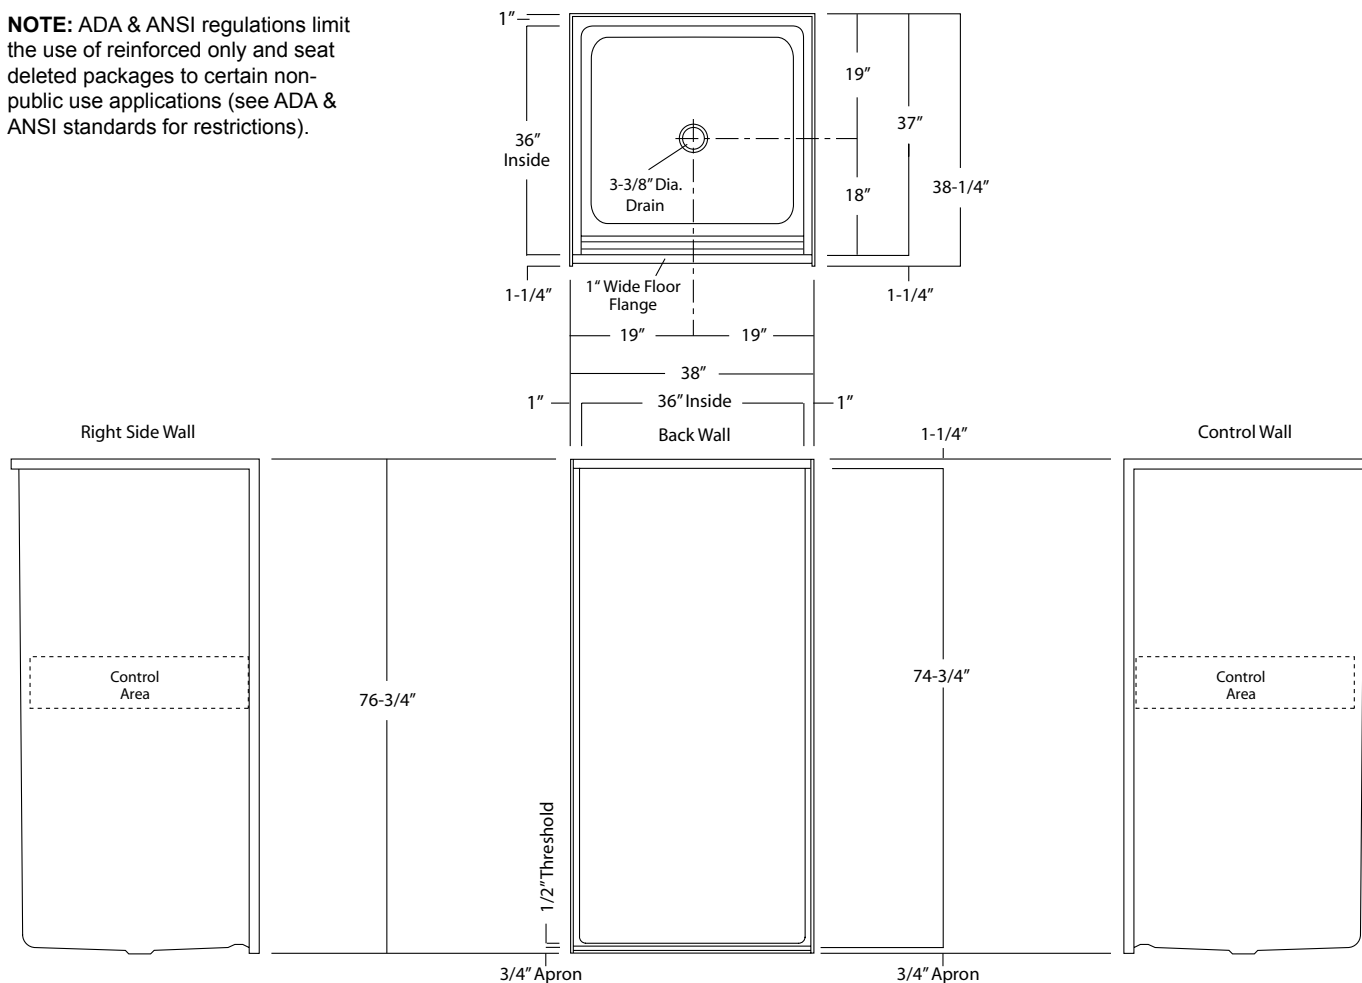 NOTE: ADA & ANSI regulations limit
the use of reinforced only and seat
deleted packages to certain non-
public use applications (see ADA &
ANSI standards for restrictions).
1”
36”
Inside
3-3/8” Dia.
Drain
19”
37”
18”
38-1/4”
1-1/4”
1“ Wide Floor
Flange
1-1/4”
19”
19”
38”
1”
36” Inside
1”
Right Side Wall
Back Wall
1-1/4”
Control Wall
Control
Area
76-3/4”
74-3/4”
Control
Area
1/2” Threshold
3/4” Apron
3/4” Apron